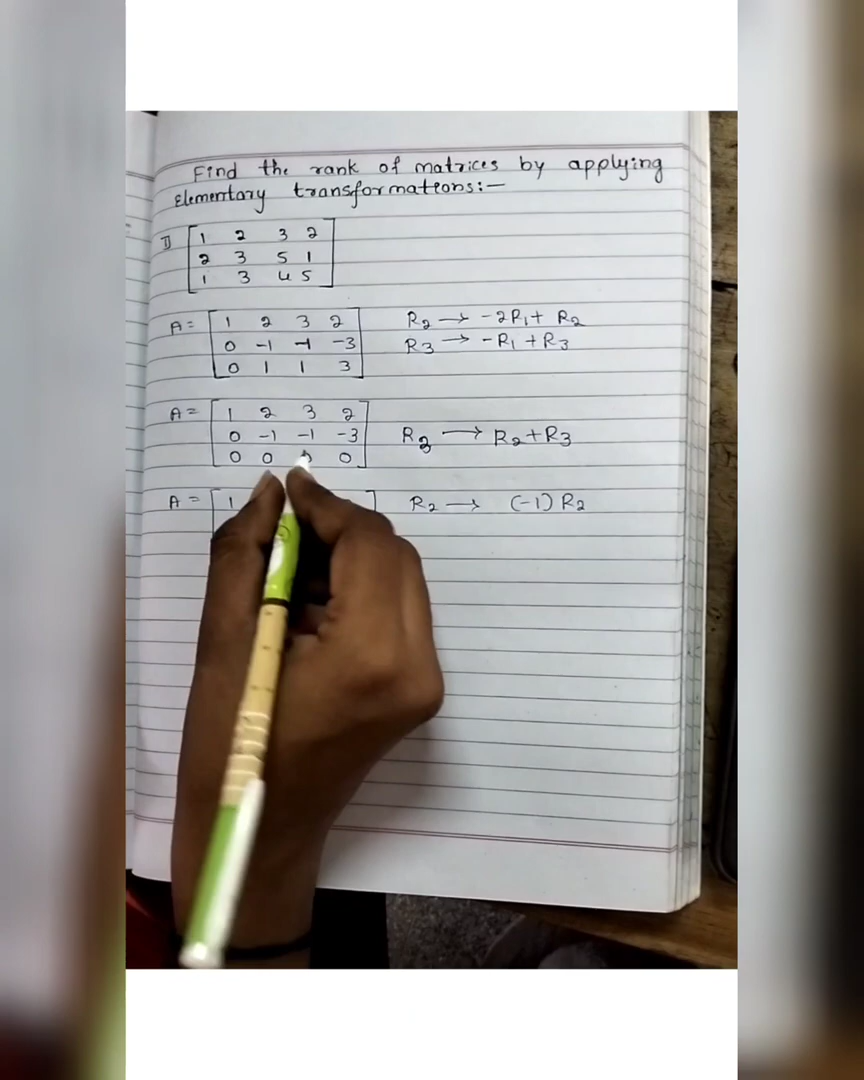 Find the rank of matrices by applying
Elementary transformations:—
1) [ 1 2 3 2
2 3 5 1
1 3 4 5 ]
A = [ 1 2 3 2 R2 → -2R1 + R2
0 -1 -1 -3 R3 → -R1 + R3
0 1 1 3 ]
A = [ 1 2 3 2
0 -1 -1 -3 R3 → R2+R3
0 0 0 ]
A = [ 1 ] R2 → (-1) R2